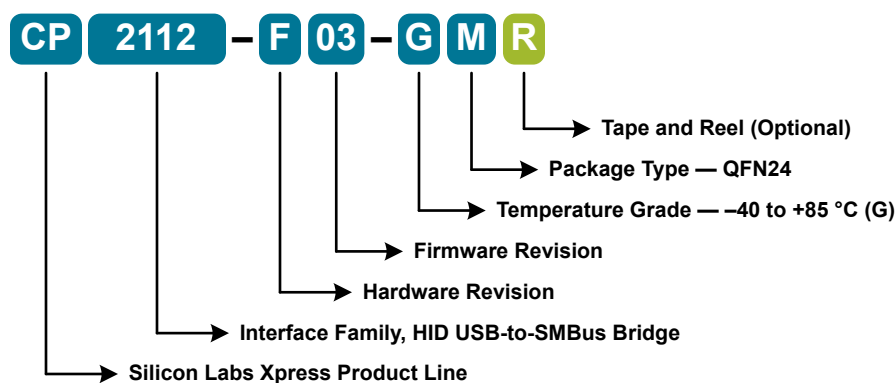 CP 2112 – F 03 – G M R
Tape and Reel (Optional)
Package Type — QFN24
Temperature Grade — –40 to +85 °C (G)
Firmware Revision
Hardware Revision
Interface Family, HID USB-to-SMBus Bridge
Silicon Labs Xpress Product Line